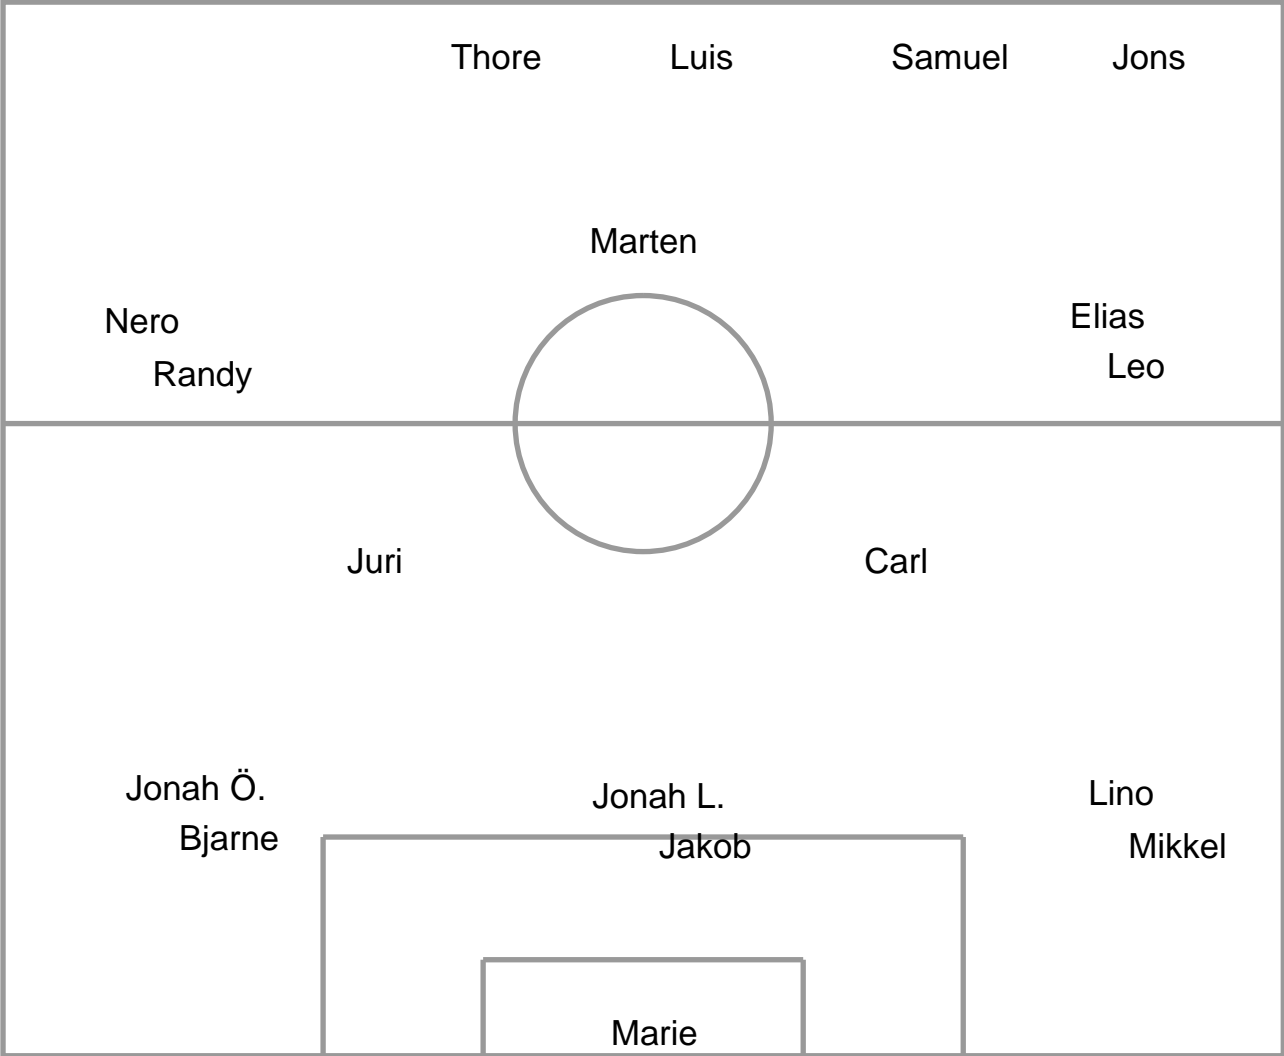 Thore Luis Samuel Jons
Marten
Nero Elias
Randy Leo
Juri Carl
Jonah Ö. Jonah L. Lino
Bjarne Jakob Mikkel
Marie